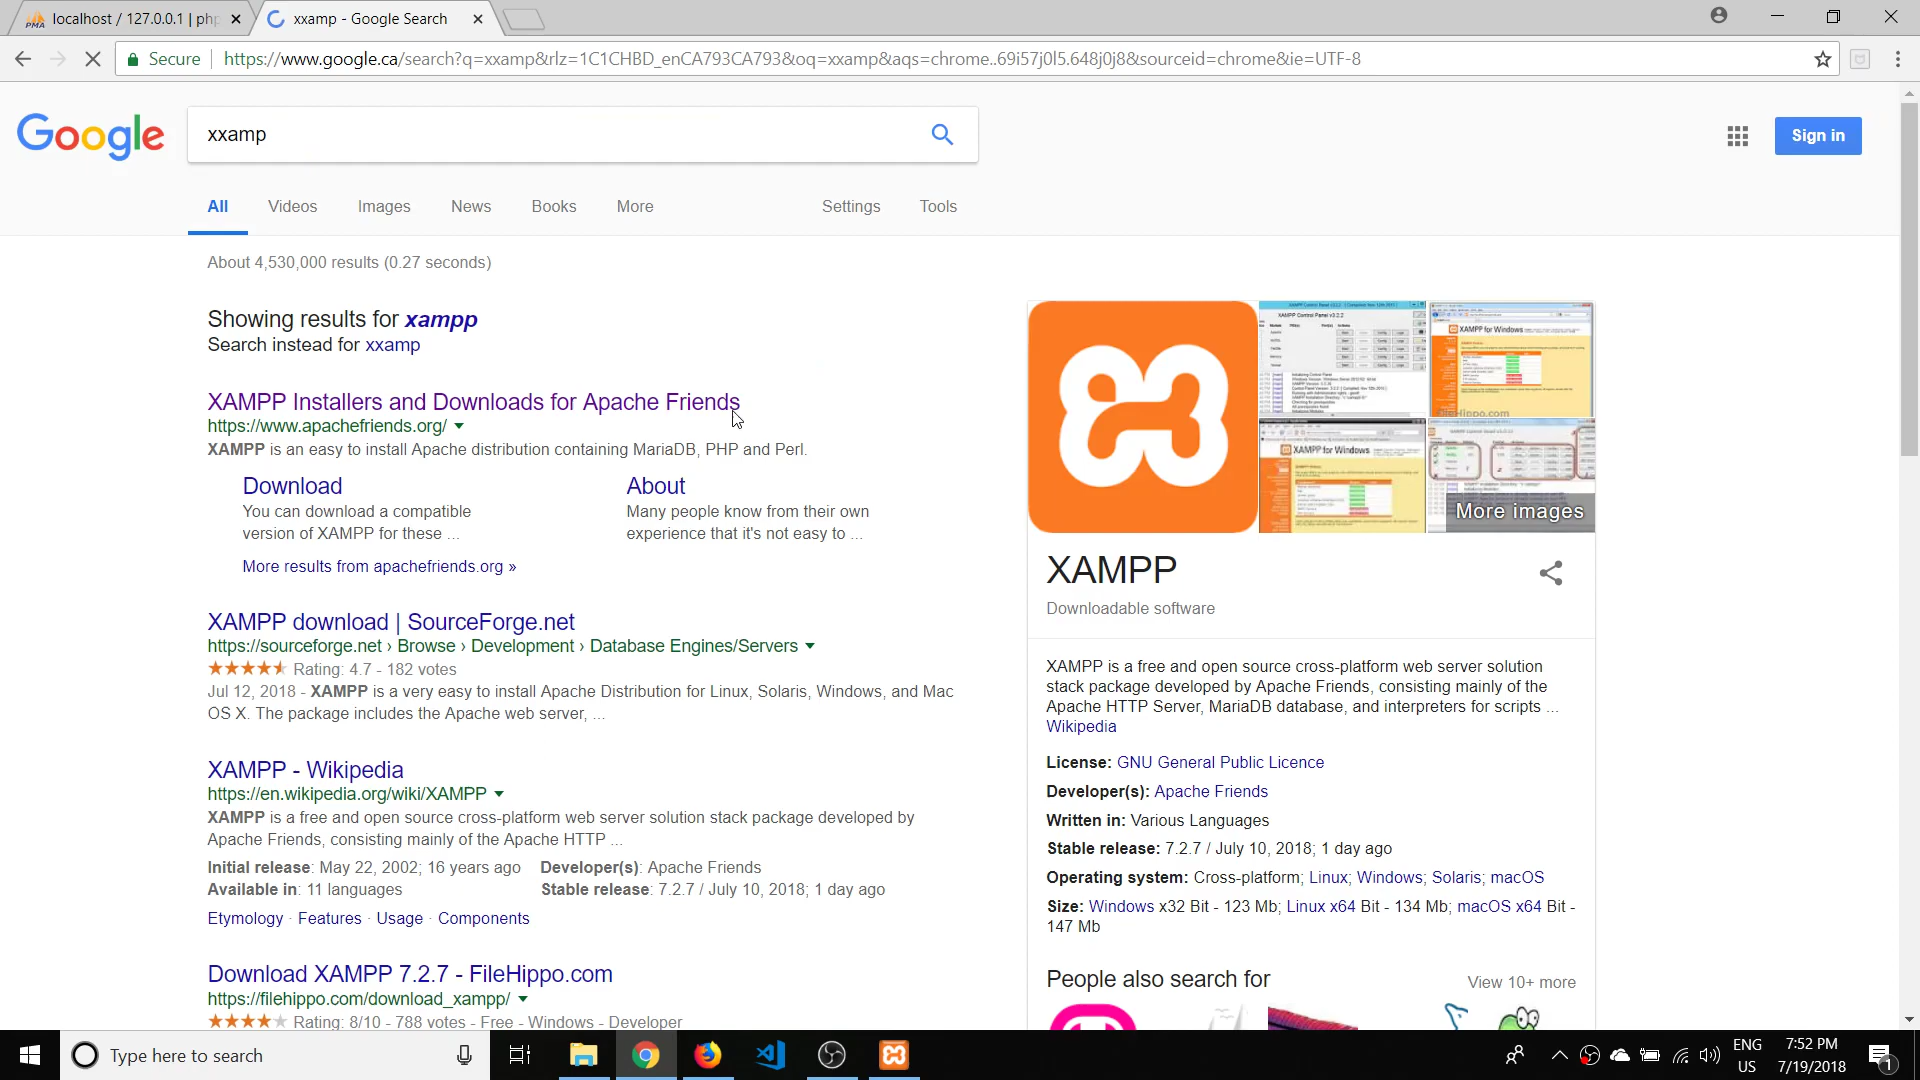 localhost / 127.0.0.1 | php
xxamp - Google Search
Secure
https://www.google.ca/search?q=xxamp&rlz=1C1CHBD_enCA793CA793&oq=xxamp&aqs=chrome..69i57j0l5.648j0j8&sourceid=chrome&ie=UTF-8
Google
xxamp
Sign in
All
Videos
Images
News
Books
More
Settings
Tools
About 4,530,000 results (0.27 seconds)
Showing results for xampp
Search instead for xxamp
XAMPP Installers and Downloads for Apache Friends
https://www.apachefriends.org/
XAMPP is an easy to install Apache distribution containing MariaDB, PHP and Perl.
Download
You can download a compatible
version of XAMPP for these ...
About
Many people know from their own
experience that it's not easy to ...
More results from apachefriends.org »
XAMPP download | SourceForge.net
https://sourceforge.net › Browse › Development › Database Engines/Servers
Rating: 4.7 - 182 votes
Jul 12, 2018 - XAMPP is a very easy to install Apache Distribution for Linux, Solaris, Windows, and Mac
OS X. The package includes the Apache web server, ...
XAMPP - Wikipedia
https://en.wikipedia.org/wiki/XAMPP
XAMPP is a free and open source cross-platform web server solution stack package developed by
Apache Friends, consisting mainly of the Apache HTTP ...
Initial release: May 22, 2002; 16 years ago
Developer(s): Apache Friends
Available in: 11 languages
Stable release: 7.2.7 / July 10, 2018; 1 day ago
Etymology · Features · Usage · Components
Download XAMPP 7.2.7 - FileHippo.com
https://filehippo.com/download_xampp/
Rating: 8/10 - 788 votes - Free - Windows - Developer
XAMPP for Windows
XAMPP for Windows
More images
XAMPP
Downloadable software
XAMPP is a free and open source cross-platform web server solution
stack package developed by Apache Friends, consisting mainly of the
Apache HTTP Server, MariaDB database, and interpreters for scripts ...
Wikipedia
License: GNU General Public Licence
Developer(s): Apache Friends
Written in: Various Languages
Stable release: 7.2.7 / July 10, 2018; 1 day ago
Operating system: Cross-platform; Linux; Windows; Solaris; macOS
Size: Windows x32 Bit - 123 Mb; Linux x64 Bit - 134 Mb; macOS x64 Bit -
147 Mb
People also search for
View 10+ more
Type here to search
ENG
US
7:52 PM
7/19/2018
1